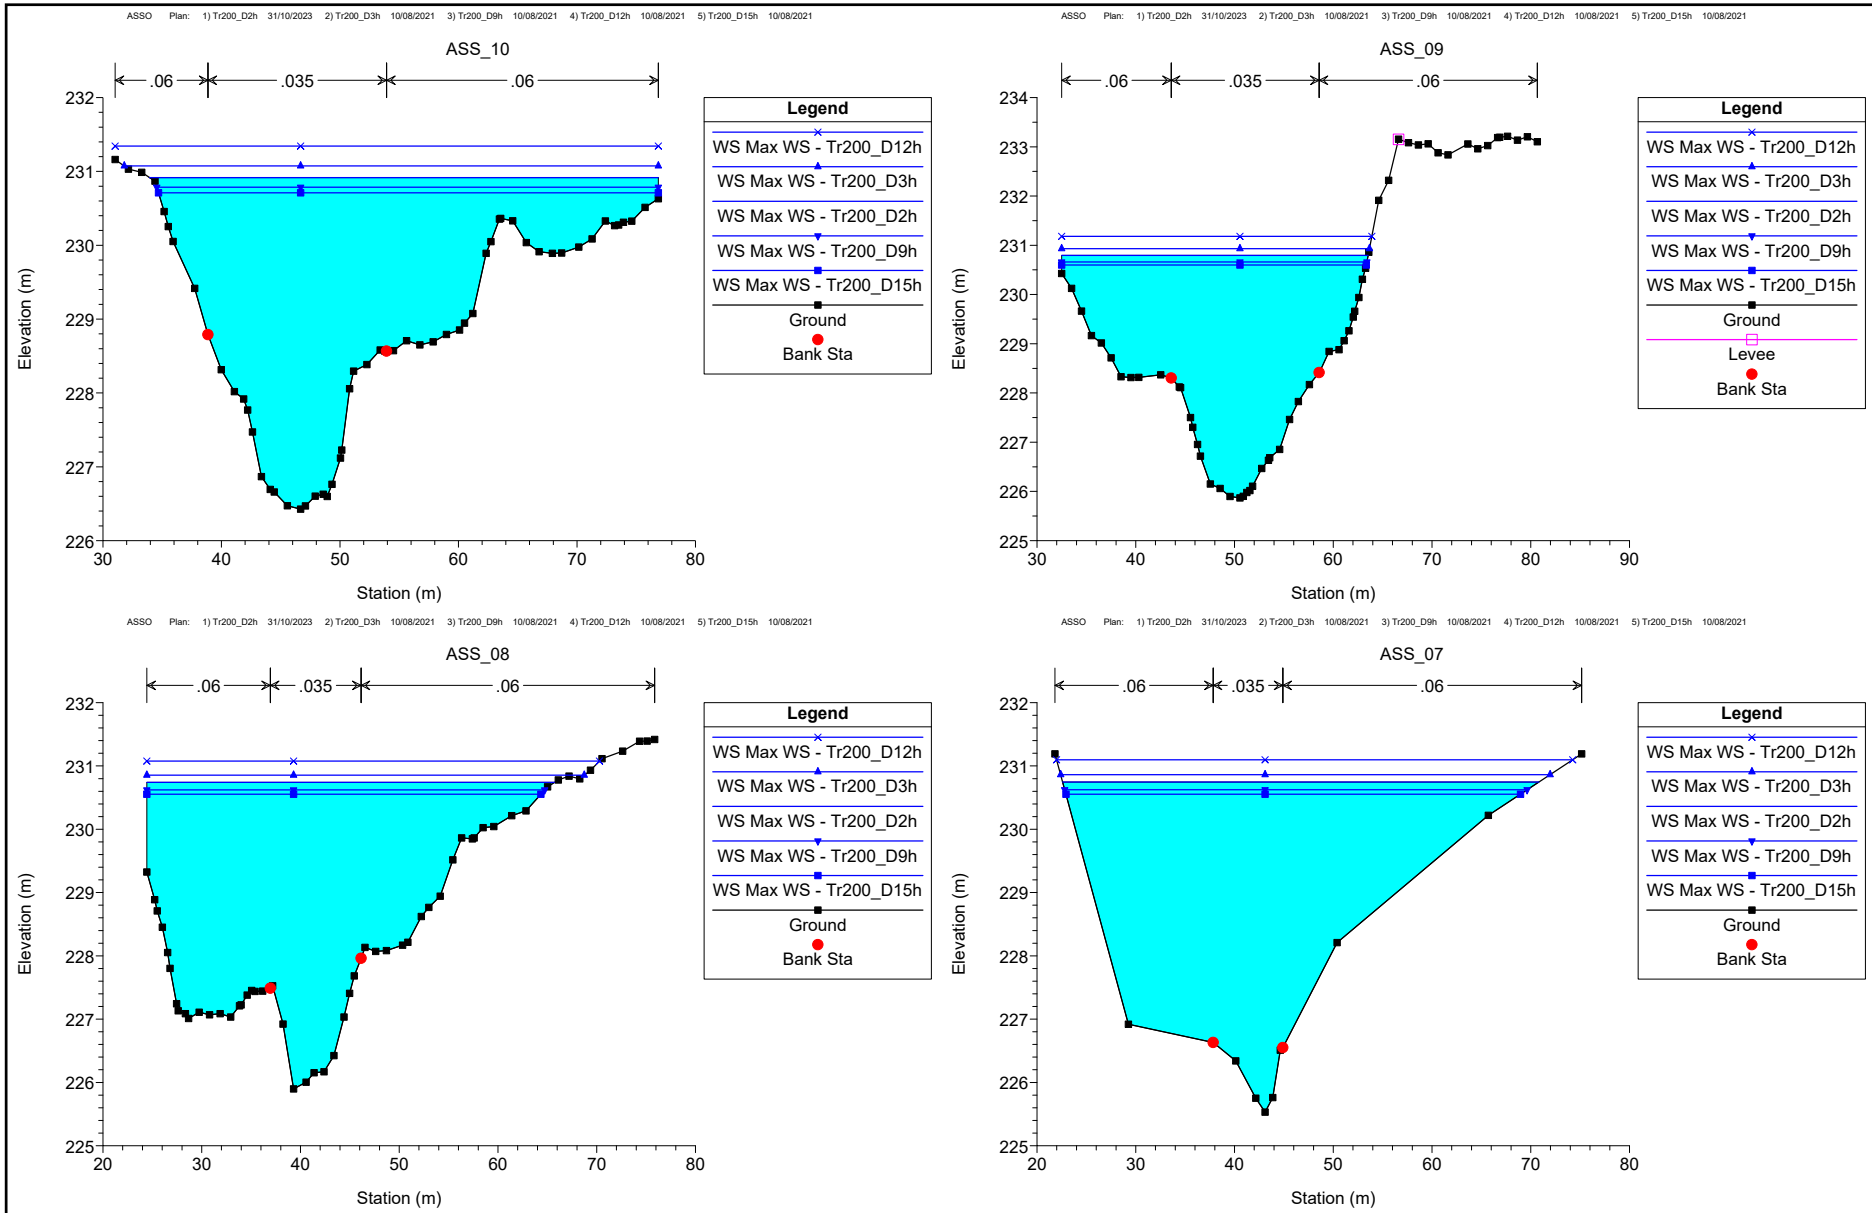 ASSO Plan: 1) Tr200_D2h 31/10/2023 2) Tr200_D3h 10/08/2021 3) Tr200_D9h 10/08/2021 4) Tr200_D12h 10/08/2021 5) Tr200_D15h 10/08/2021
ASS_10
.06 .035 .06
232
231
230
229
228
227
226
Elevation (m)
30 40 50 60 70 80
Station (m)
Legend
WS Max WS - Tr200_D12h
WS Max WS - Tr200_D3h
WS Max WS - Tr200_D2h
WS Max WS - Tr200_D9h
WS Max WS - Tr200_D15h
Ground
Bank Sta
ASSO Plan: 1) Tr200_D2h 31/10/2023 2) Tr200_D3h 10/08/2021 3) Tr200_D9h 10/08/2021 4) Tr200_D12h 10/08/2021 5) Tr200_D15h 10/08/2021
ASS_09
.06 .035 .06
234
233
232
231
230
229
228
227
226
225
Elevation (m)
30 40 50 60 70 80 90
Station (m)
Legend
WS Max WS - Tr200_D12h
WS Max WS - Tr200_D3h
WS Max WS - Tr200_D2h
WS Max WS - Tr200_D9h
WS Max WS - Tr200_D15h
Ground
Levee
Bank Sta
ASSO Plan: 1) Tr200_D2h 31/10/2023 2) Tr200_D3h 10/08/2021 3) Tr200_D9h 10/08/2021 4) Tr200_D12h 10/08/2021 5) Tr200_D15h 10/08/2021
ASS_08
.06 .035 .06
232
231
230
229
228
227
226
225
Elevation (m)
20 30 40 50 60 70 80
Station (m)
Legend
WS Max WS - Tr200_D12h
WS Max WS - Tr200_D3h
WS Max WS - Tr200_D2h
WS Max WS - Tr200_D9h
WS Max WS - Tr200_D15h
Ground
Bank Sta
ASSO Plan: 1) Tr200_D2h 31/10/2023 2) Tr200_D3h 10/08/2021 3) Tr200_D9h 10/08/2021 4) Tr200_D12h 10/08/2021 5) Tr200_D15h 10/08/2021
ASS_07
.06 .035 .06
232
231
230
229
228
227
226
225
Elevation (m)
20 30 40 50 60 70 80
Station (m)
Legend
WS Max WS - Tr200_D12h
WS Max WS - Tr200_D3h
WS Max WS - Tr200_D2h
WS Max WS - Tr200_D9h
WS Max WS - Tr200_D15h
Ground
Bank Sta